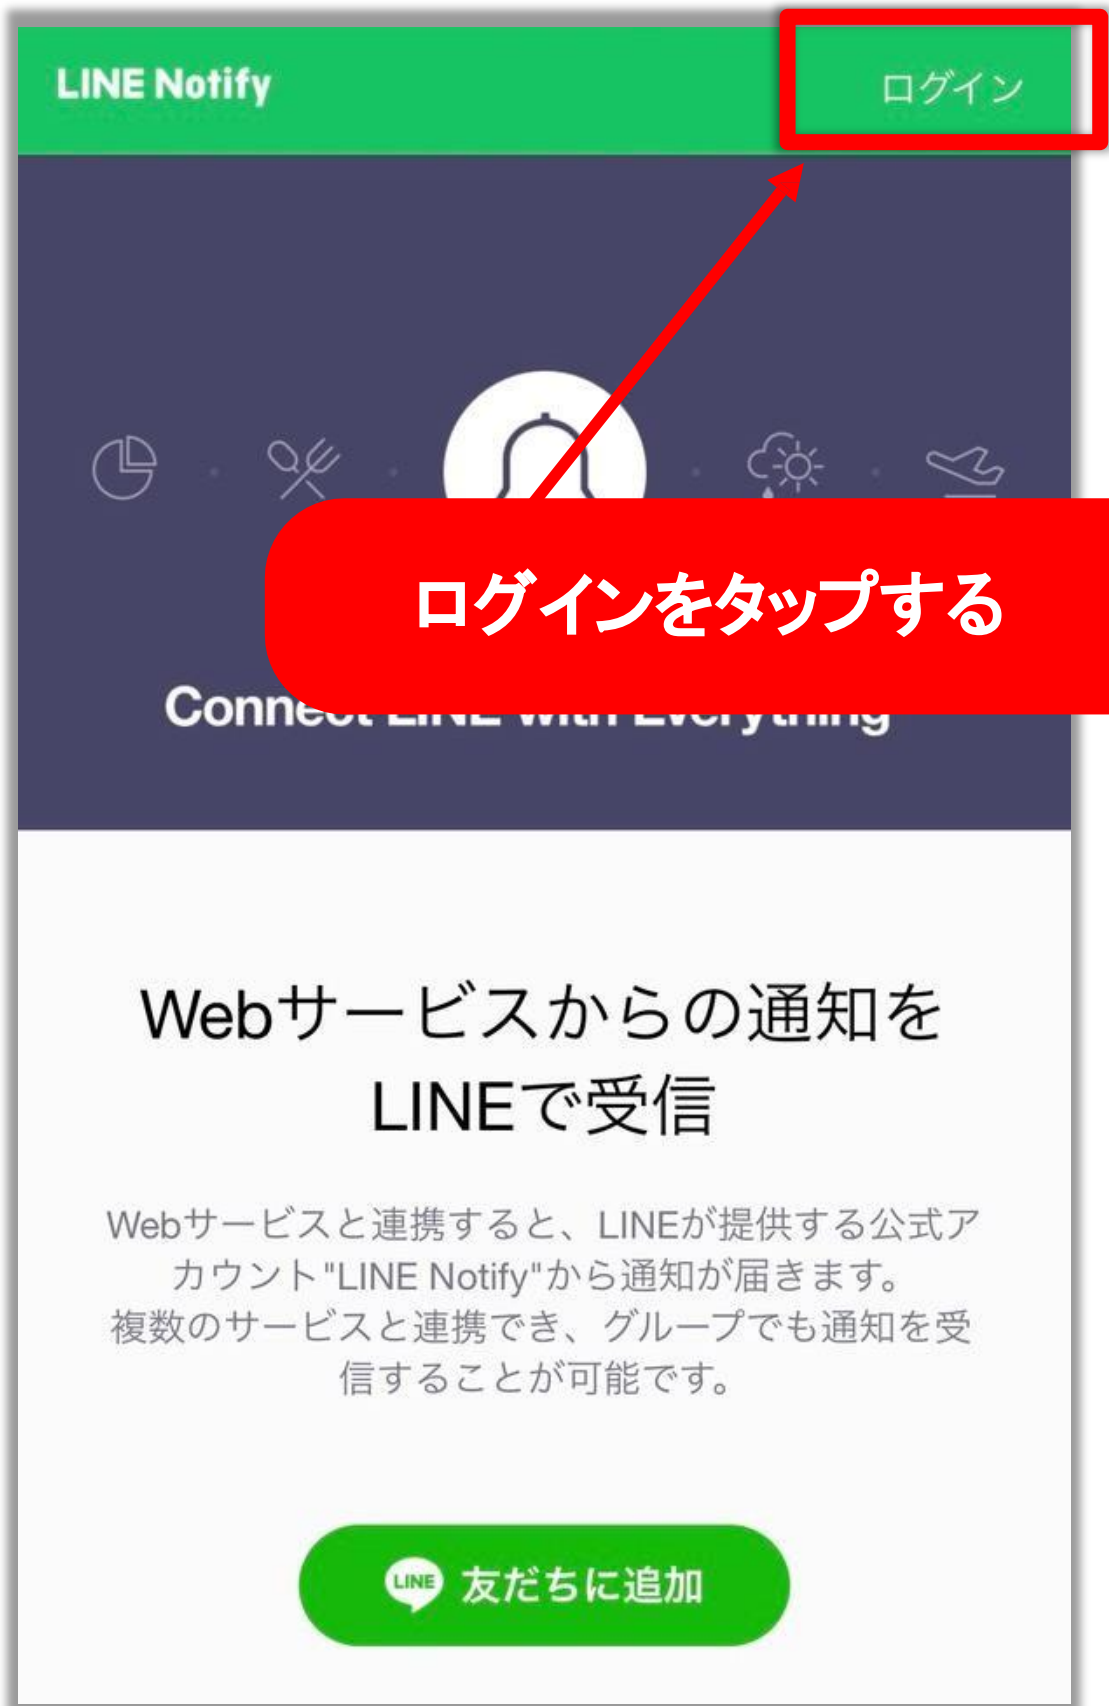 LINE Notify
ログイン
ログインをタップする
Connect LINE with Everything
Webサービスからの通知を
LINEで受信
Webサービスと連携すると、LINEが提供する公式ア
カウント"LINE Notify"から通知が届きます。
複数のサービスと連携でき、グループでも通知を受
信することが可能です。
LINE 友だちに追加